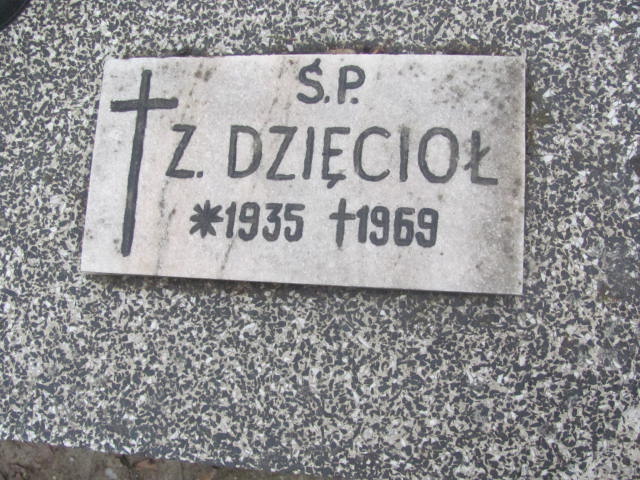 Ś.P.
Z. DZIĘCIOŁ
*1935 †1969